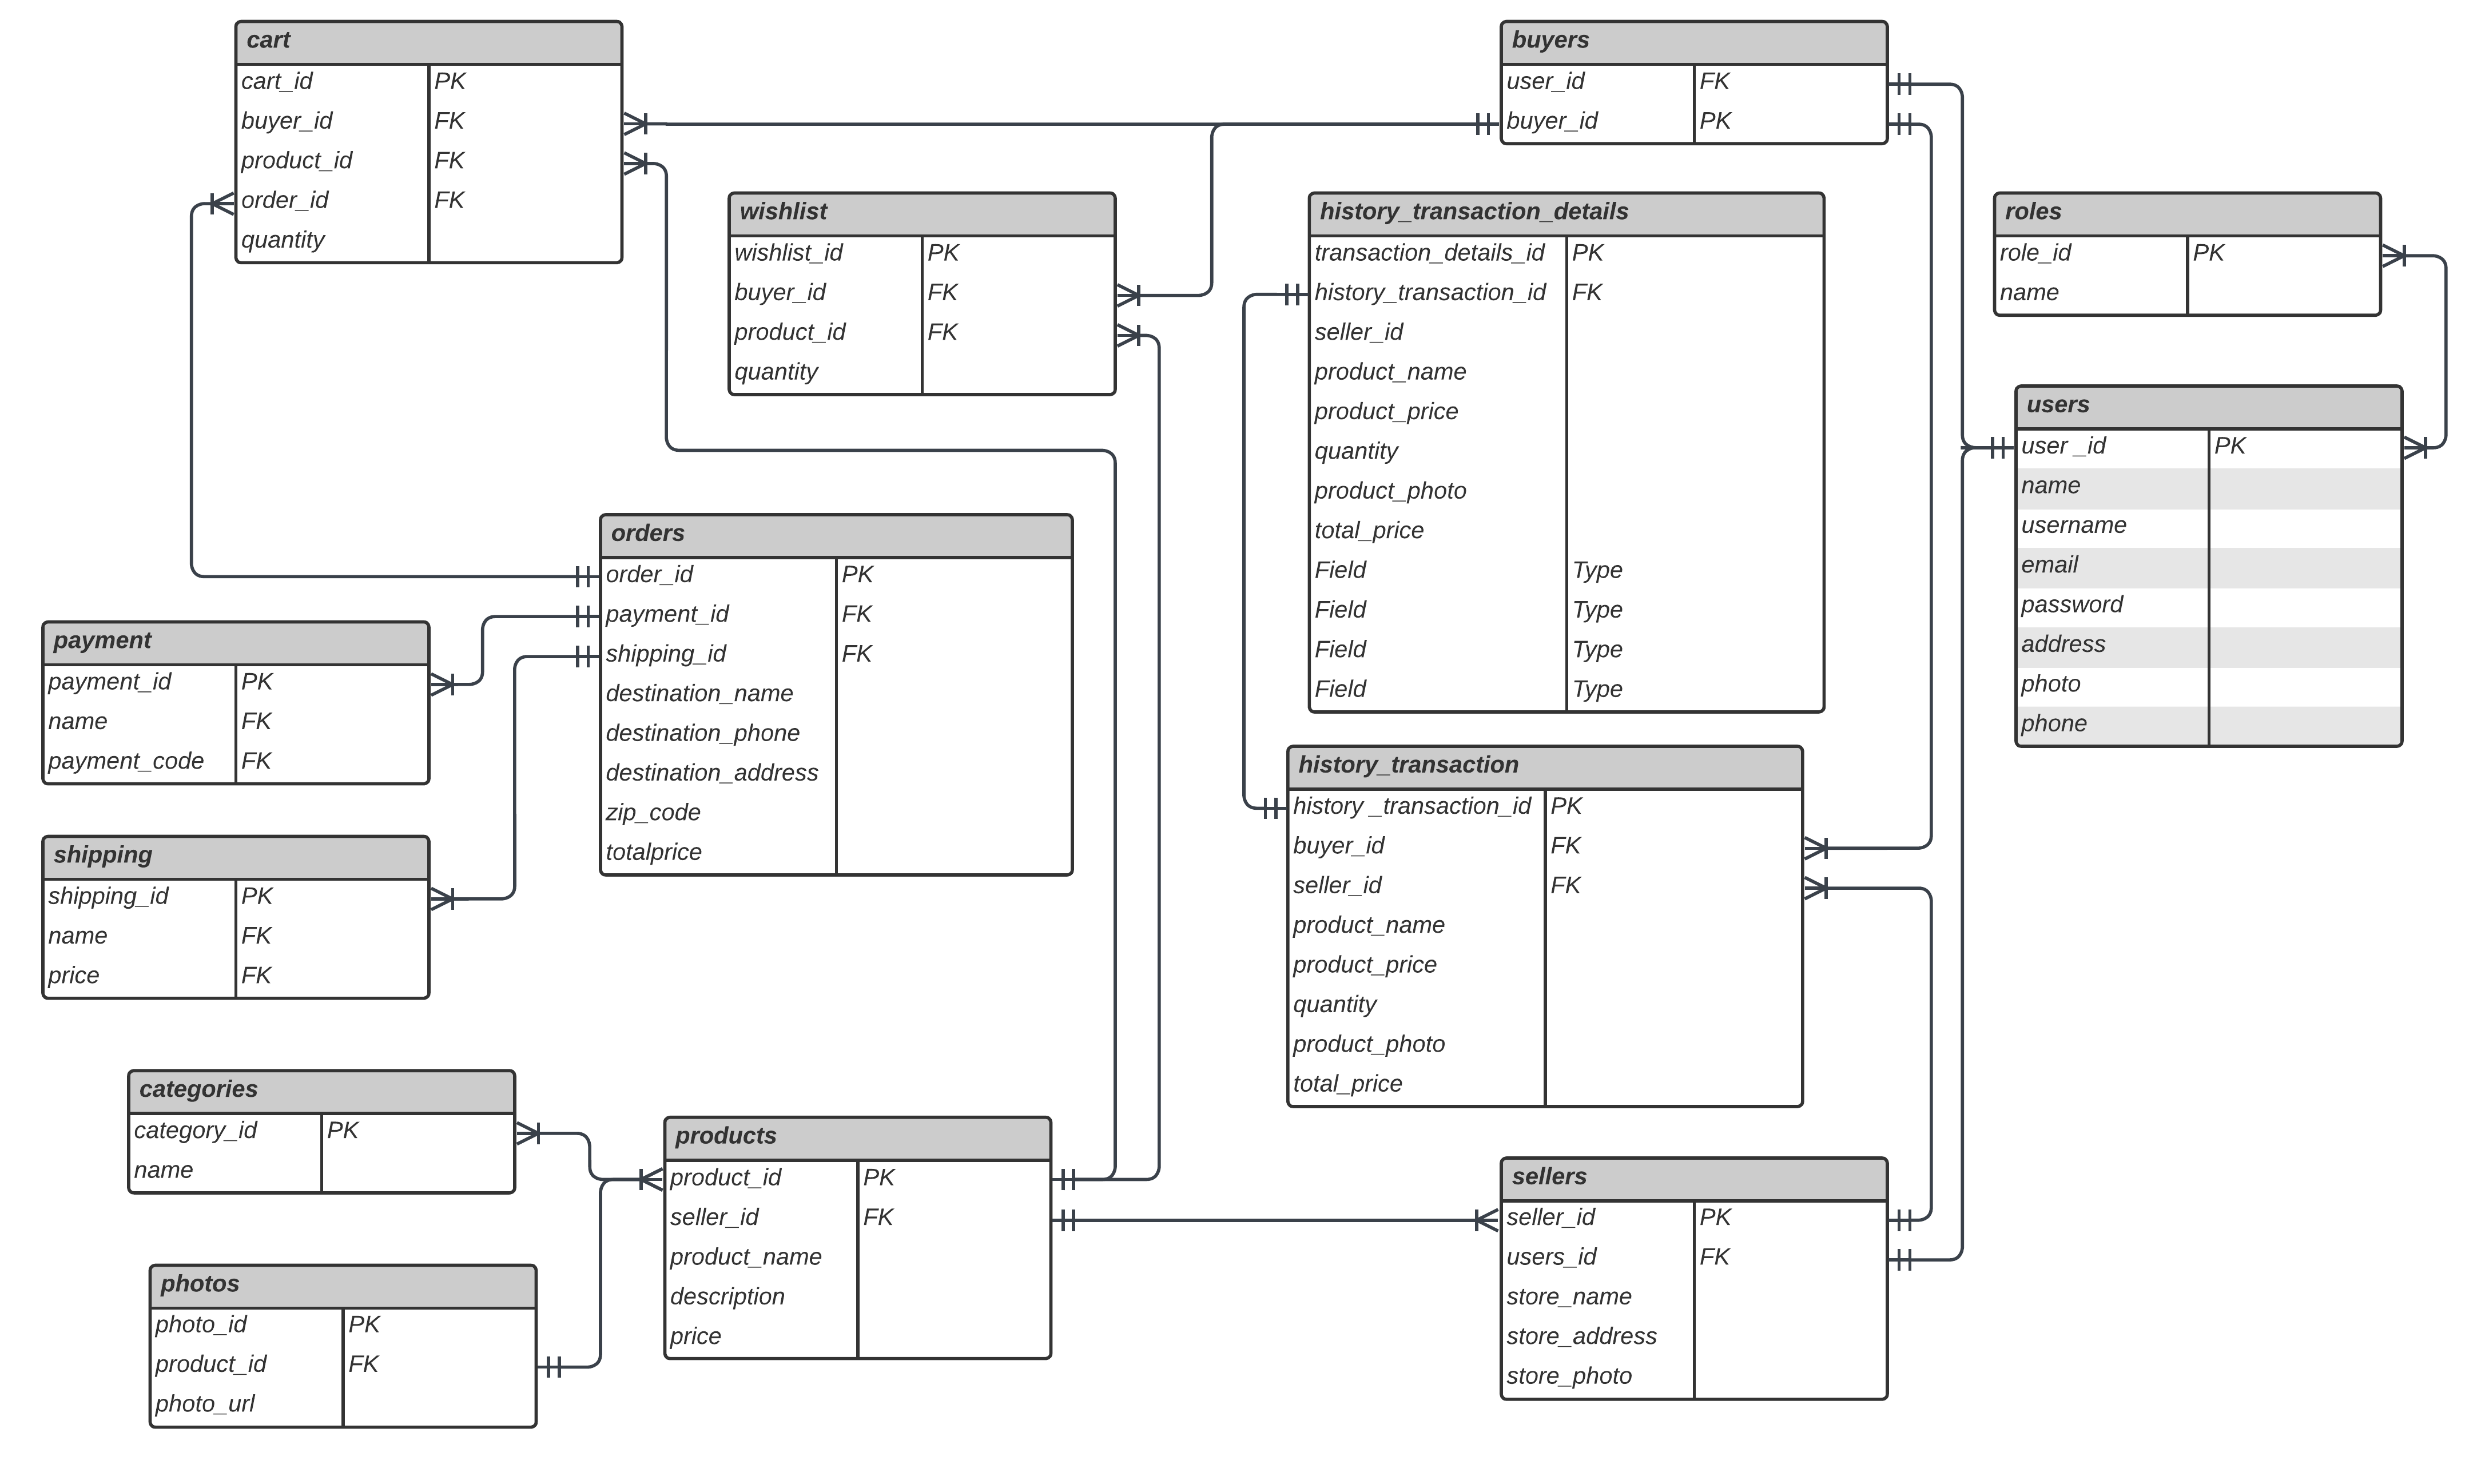 cart
cart_id PK
buyer_id FK
product_id FK
order_id FK
quantity
buyers
user_id FK
buyer_id PK
wishlist
wishlist_id PK
buyer_id FK
product_id FK
quantity
history_transaction_details
transaction_details_id PK
history_transaction_id FK
seller_id
product_name
product_price
quantity
product_photo
total_price
Field Type
Field Type
Field Type
Field Type
roles
role_id PK
name
users
user _id PK
name
username
email
password
address
photo
phone
orders
order_id PK
payment_id FK
shipping_id FK
destination_name
destination_phone
destination_address
zip_code
totalprice
payment
payment_id PK
name FK
payment_code FK
shipping
shipping_id PK
name FK
price FK
history_transaction
history _transaction_id PK
buyer_id FK
seller_id FK
product_name
product_price
quantity
product_photo
total_price
categories
category_id PK
name
products
product_id PK
seller_id FK
product_name
description
price
sellers
seller_id PK
users_id FK
store_name
store_address
store_photo
photos
photo_id PK
product_id FK
photo_url